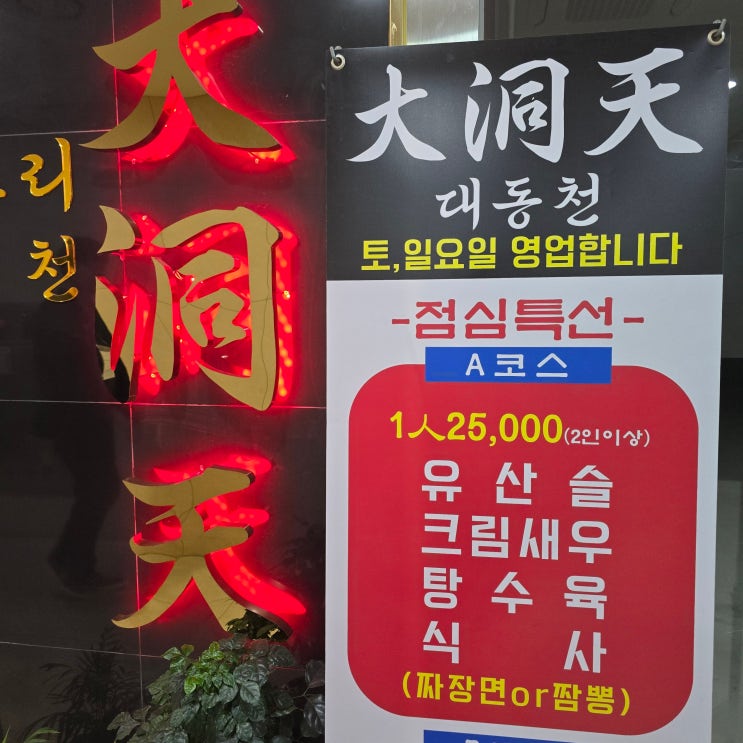 리
천
大
洞
天
大洞天
대동천
토,일요일 영업합니다
-점심특선-
A코스
1人25,000(2인이상)
유산슬
크림새우
탕수육
식사
(짜장면or짬뽕)